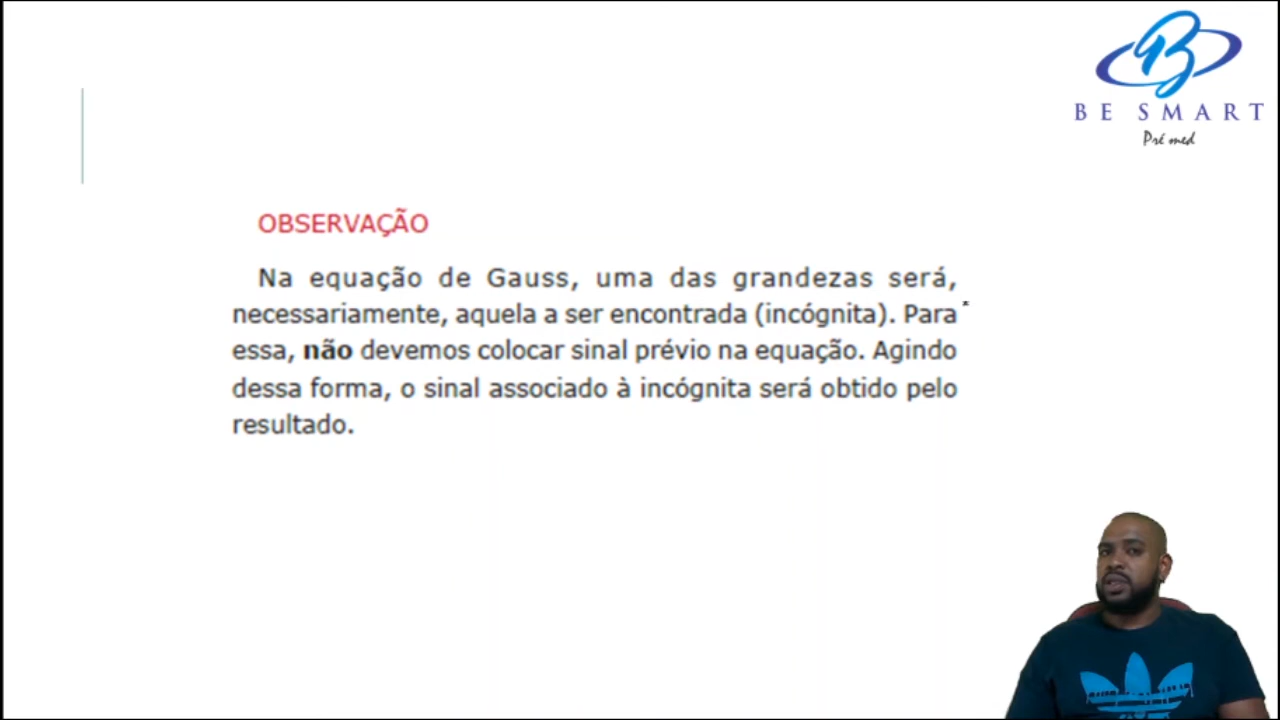 BE SMART
Pré med
OBSERVAÇÃO
Na equação de Gauss, uma das grandezas será,
necessariamente, aquela a ser encontrada (incógnita). Para
essa, não devemos colocar sinal prévio na equação. Agindo
dessa forma, o sinal associado à incógnita será obtido pelo
resultado.